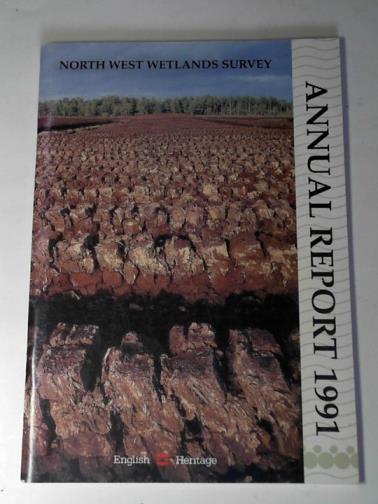 NORTH WEST WETLANDS SURVEY
ANNUAL REPORT 1991
English Heritage